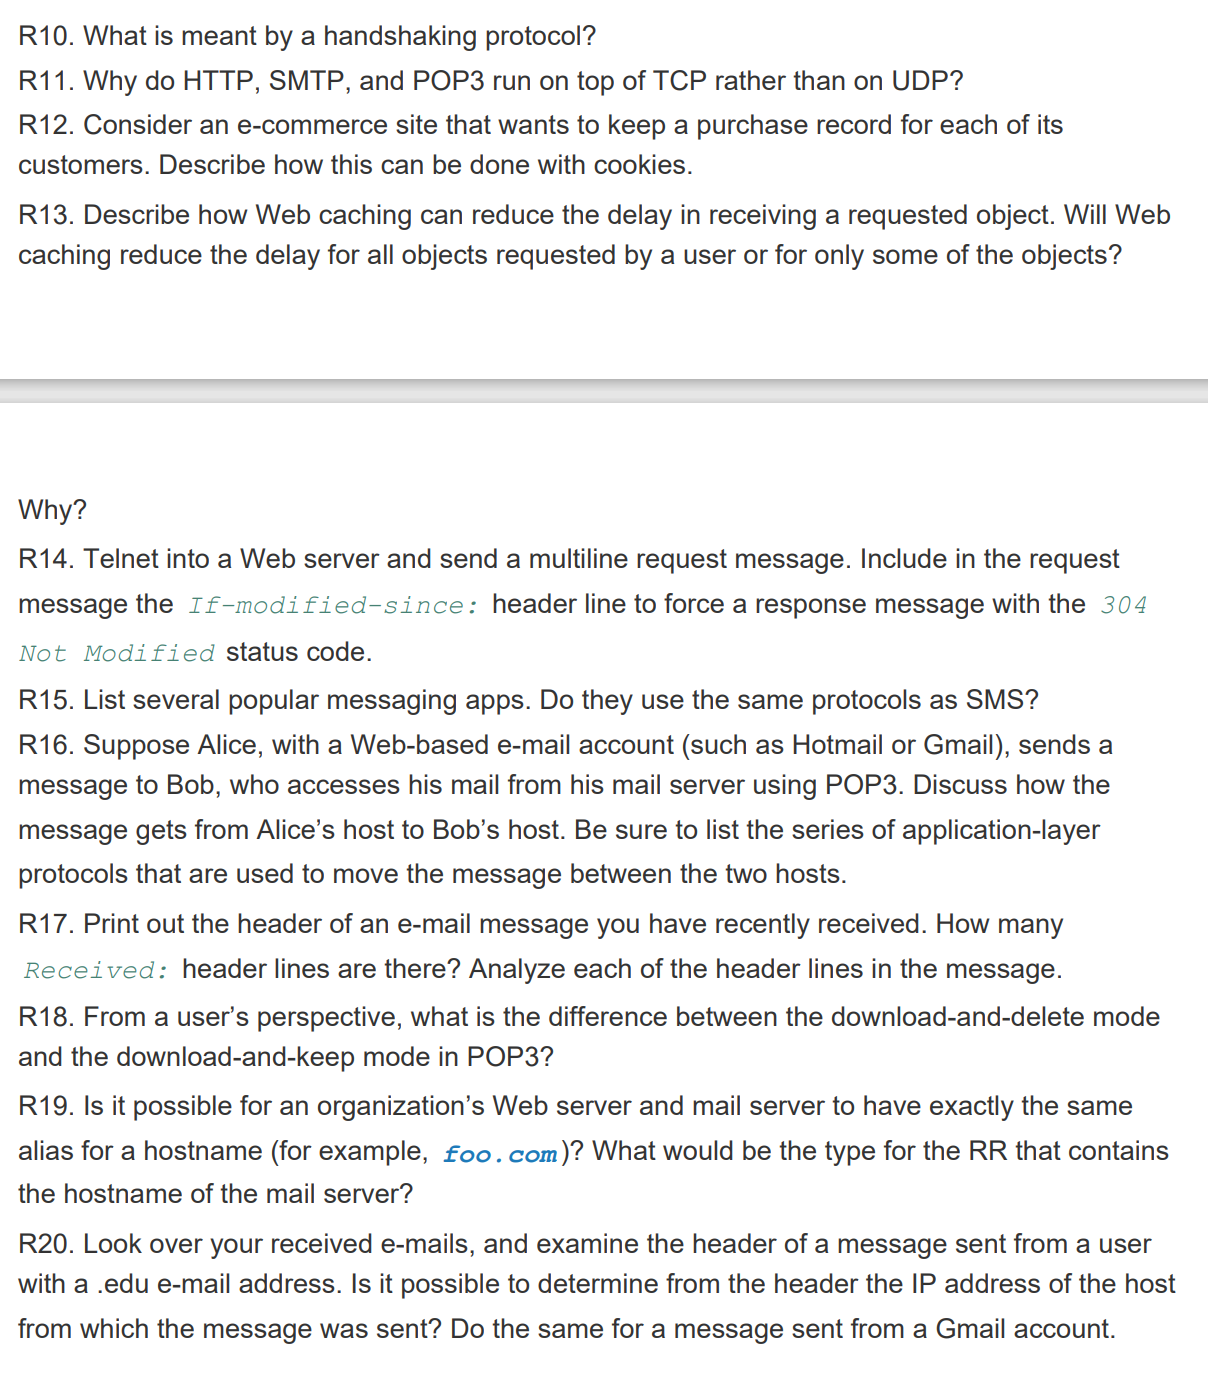 R10. What is meant by a handshaking protocol?
R11. Why do HTTP, SMTP, and POP3 run on top of TCP rather than on UDP?
R12. Consider an e-commerce site that wants to keep a purchase record for each of its
customers. Describe how this can be done with cookies.
R13. Describe how Web caching can reduce the delay in receiving a requested object. Will Web
caching reduce the delay for all objects requested by a user or for only some of the objects?
Why?
R14. Telnet into a Web server and send a multiline request message. Include in the request
message the If-modified-since: header line to force a response message with the 304
Not Modified status code.
R15. List several popular messaging apps. Do they use the same protocols as SMS?
R16. Suppose Alice, with a Web-based e-mail account (such as Hotmail or Gmail), sends a
message to Bob, who accesses his mail from his mail server using POP3. Discuss how the
message gets from Alice’s host to Bob’s host. Be sure to list the series of application-layer
protocols that are used to move the message between the two hosts.
R17. Print out the header of an e-mail message you have recently received. How many
Received: header lines are there? Analyze each of the header lines in the message.
R18. From a user’s perspective, what is the difference between the download-and-delete mode
and the download-and-keep mode in POP3?
R19. Is it possible for an organization’s Web server and mail server to have exactly the same
alias for a hostname (for example, foo.com)? What would be the type for the RR that contains
the hostname of the mail server?
R20. Look over your received e-mails, and examine the header of a message sent from a user
with a .edu e-mail address. Is it possible to determine from the header the IP address of the host
from which the message was sent? Do the same for a message sent from a Gmail account.